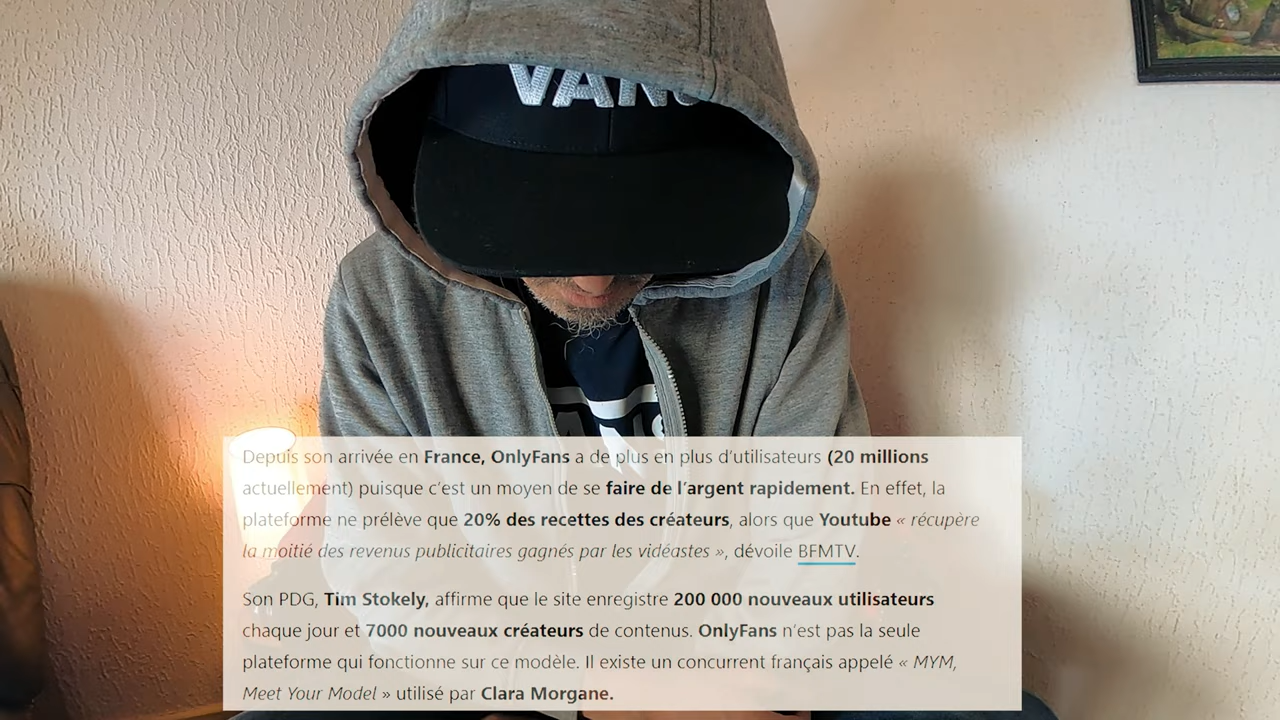 VANS
Depuis son arrivée en France, OnlyFans a de plus en plus d'utilisateurs (20 millions
actuellement) puisque c'est un moyen de se faire de l'argent rapidement. En effet, la
plateforme ne prélève que 20% des recettes des créateurs, alors que Youtube « récupère
la moitié des revenus publicitaires gagnés par les vidéastes », dévoile BFMTV.
Son PDG, Tim Stokely, affirme que le site enregistre 200 000 nouveaux utilisateurs
chaque jour et 7000 nouveaux créateurs de contenus. OnlyFans n'est pas la seule
plateforme qui fonctionne sur ce modèle. Il existe un concurrent français appelé « MYM,
Meet Your Model » utilisé par Clara Morgane.